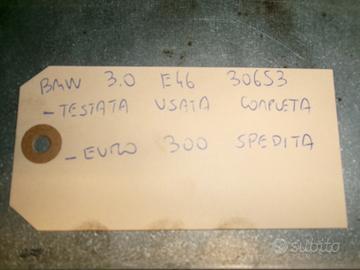 BMW 3.0 E46 306S3
- TESTATA USATA COMPLETA
- EURO 300 SPEDITA
subito